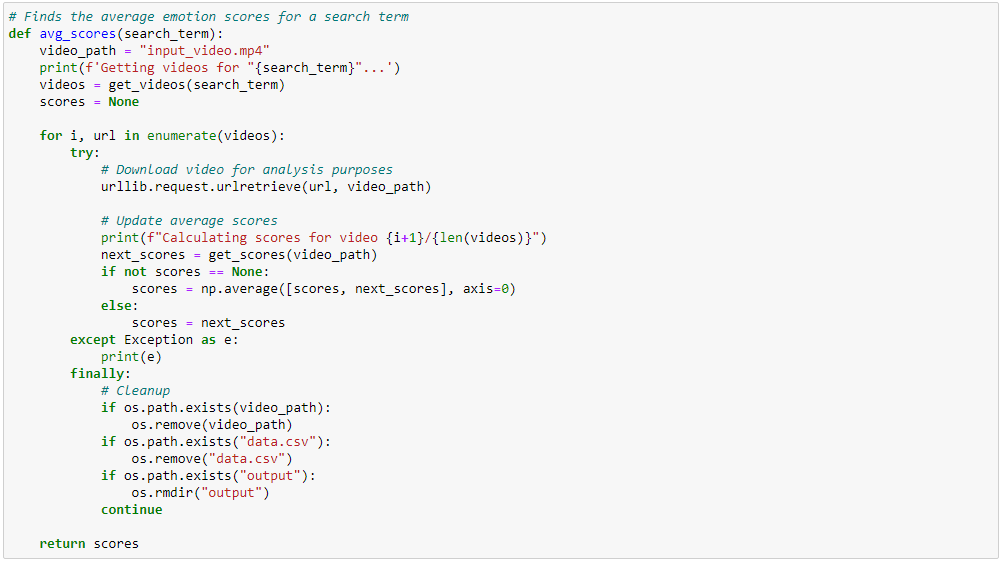 # Finds the average emotion scores for a search term
def avg_scores(search_term):
    video_path = "input_video.mp4"
    print(f'Getting videos for "{search_term}"...')
    videos = get_videos(search_term)
    scores = None

    for i, url in enumerate(videos):
        try:
            # Download video for analysis purposes
            urllib.request.urlretrieve(url, video_path)

            # Update average scores
            print(f"Calculating scores for video {i+1}/{len(videos)}")
            next_scores = get_scores(video_path)
            if not scores == None:
                scores = np.average([scores, next_scores], axis=0)
            else:
                scores = next_scores
        except Exception as e:
            print(e)
        finally:
            # Cleanup
            if os.path.exists(video_path):
                os.remove(video_path)
            if os.path.exists("data.csv"):
                os.remove("data.csv")
            if os.path.exists("output"):
                os.rmdir("output")
            continue

    return scores